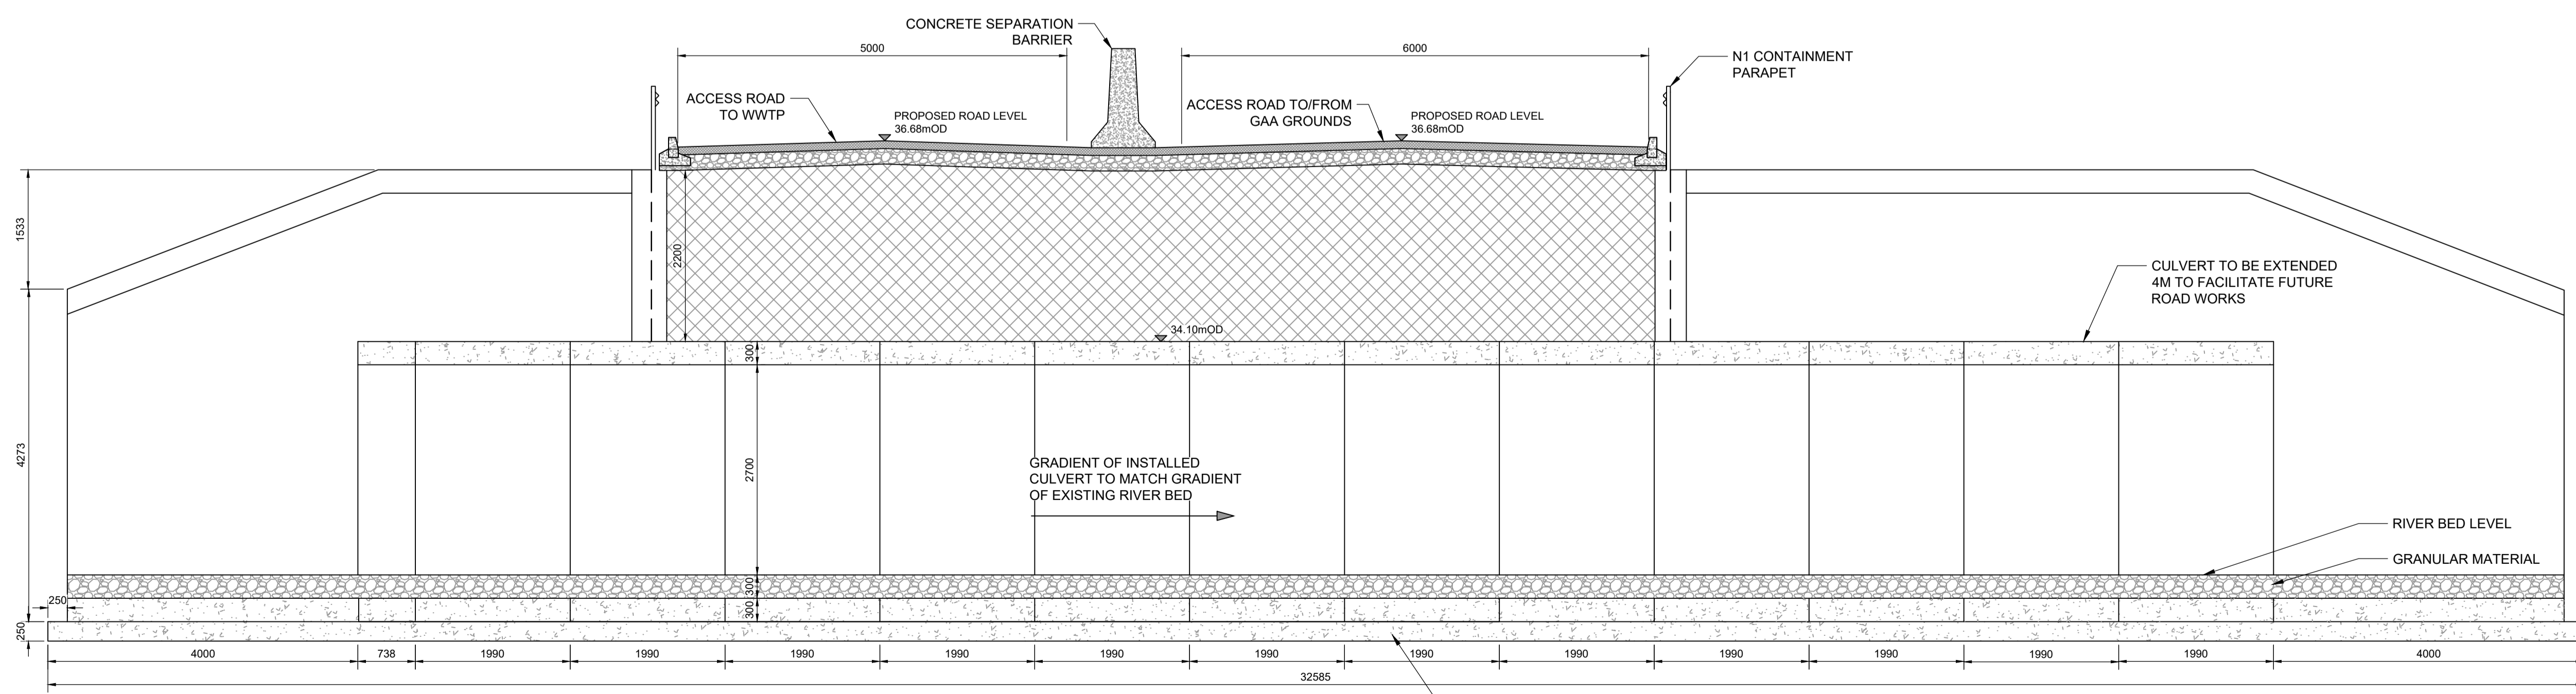 CONCRETE SEPARATION
BARRIER
5000
6000
N1 CONTAINMENT
PARAPET
ACCESS ROAD
TO WWTP
PROPOSED ROAD LEVEL
36.68mOD
ACCESS ROAD TO/FROM
GAA GROUNDS
PROPOSED ROAD LEVEL
36.68mOD
1533
2200
CULVERT TO BE EXTENDED
4M TO FACILITATE FUTURE
ROAD WORKS
34.10mOD
300
4273
2700
GRADIENT OF INSTALLED
CULVERT TO MATCH GRADIENT
OF EXISTING RIVER BED
RIVER BED LEVEL
GRANULAR MATERIAL
300
250
300
250
4000
738
1990
1990
1990
1990
1990
1990
1990
1990
1990
1990
1990
1990
4000
32585